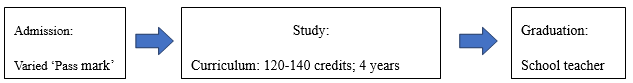 Admission:
Varied ‘Pass mark’
Study:
Curriculum: 120-140 credits; 4 years
Graduation:
School teacher